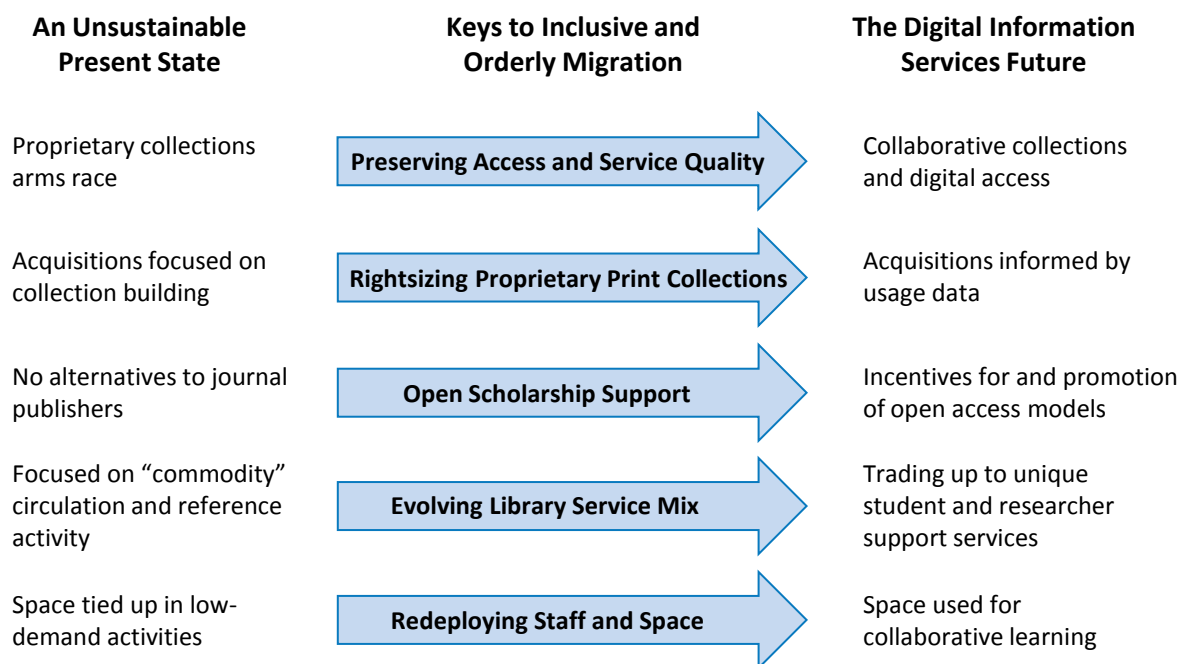 An Unsustainable
Present State
Keys to Inclusive and
Orderly Migration
The Digital Information
Services Future
Proprietary collections
arms race
Preserving Access and Service Quality
Collaborative collections
and digital access
Acquisitions focused on
collection building
Rightsizing Proprietary Print Collections
Acquisitions informed by
usage data
No alternatives to journal
publishers
Open Scholarship Support
Incentives for and promotion
of open access models
Focused on “commodity”
circulation and reference
activity
Evolving Library Service Mix
Trading up to unique
student and researcher
support services
Space tied up in low-
demand activities
Redeploying Staff and Space
Space used for
collaborative learning